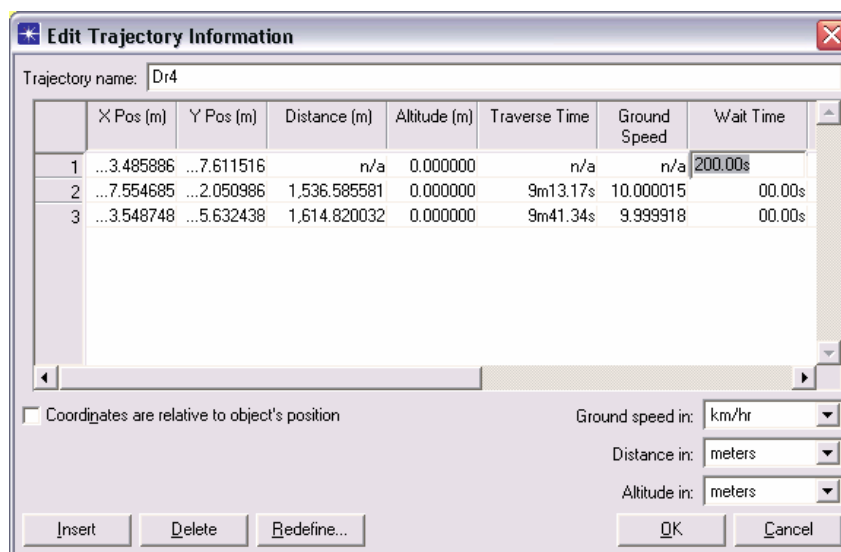 Edit Trajectory Information
Trajectory name: Dr4
X Pos (m) Y Pos (m) Distance (m) Altitude (m) Traverse Time Ground Speed Wait Time
1 ...3.485886 ...7.611516 n/a 0.000000 n/a n/a 200.00s
2 ...7.554685 ...2.050986 1,536.585581 0.000000 9m13.17s 10.000015 00.00s
3 ...3.548748 ...5.632438 1,614.820032 0.000000 9m41.34s 9.999918 00.00s
Coordinates are relative to object's position
Ground speed in: km/hr
Distance in: meters
Altitude in: meters
Insert Delete Redefine... OK Cancel